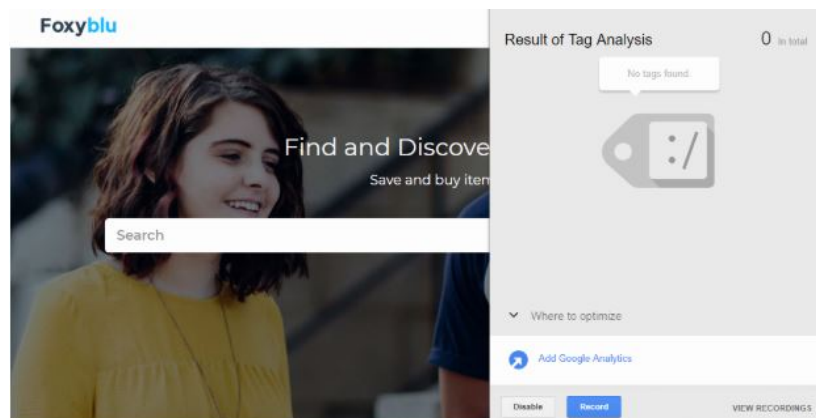 Foxyblu
Find and Discove
Save and buy iten
Search
Result of Tag Analysis
0 In total
No tags found.
:/
Where to optimize
Add Google Analytics
Disable
Record
VIEW RECORDINGS